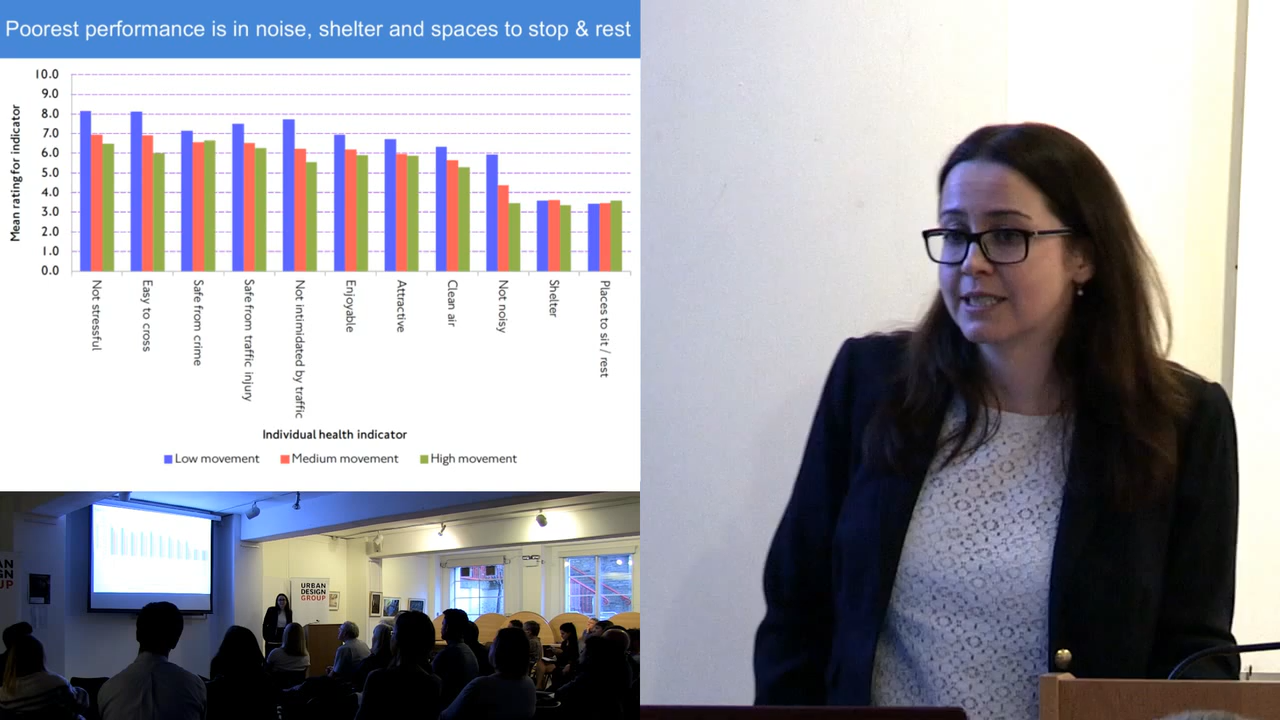 Poorest performance is in noise, shelter and spaces to stop & rest
10.0
9.0
8.0
7.0
6.0
5.0
4.0
3.0
2.0
1.0
0.0
Mean rating for indicator
Not stressful
Easy to cross
Safe from crime
Safe from traffic injury
Not intimidated by traffic
Enjoyable
Attractive
Clean air
Not noisy
Shelter
Places to sit / rest
Individual health indicator
Low movement
Medium movement
High movement
URBAN
DESIGN
GROUP
AN
GN
UP